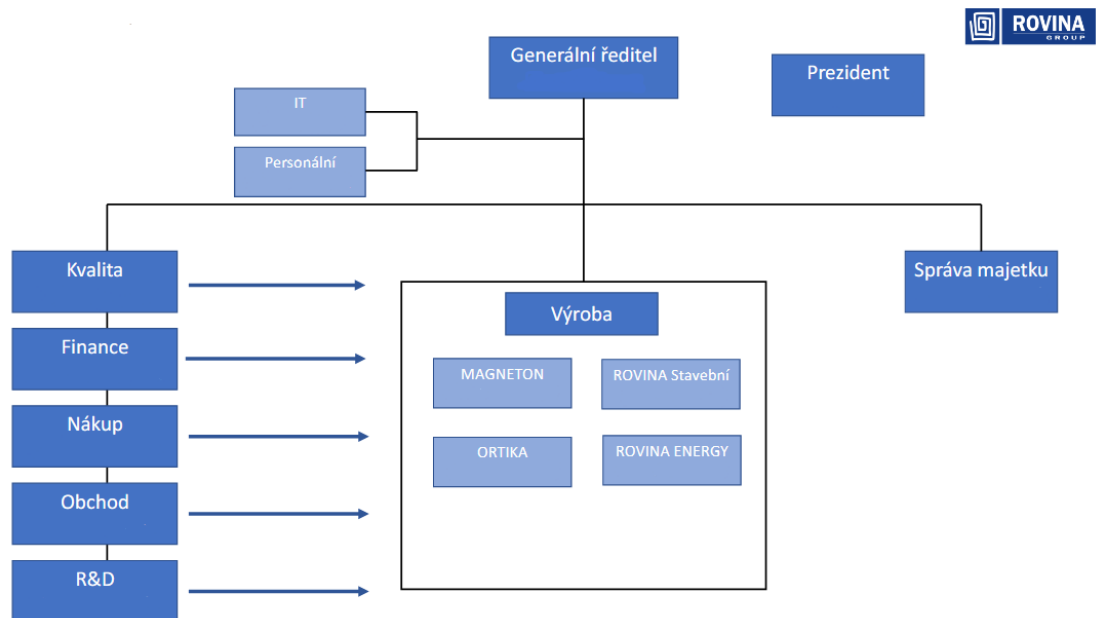 ROVINA
GROUP
Generální ředitel
Prezident
IT
Personální
Kvalita
Finance
Nákup
Obchod
R&D
Výroba
MAGNETON
ROVINA Stavební
ORTIKA
ROVINA ENERGY
Správa majetku